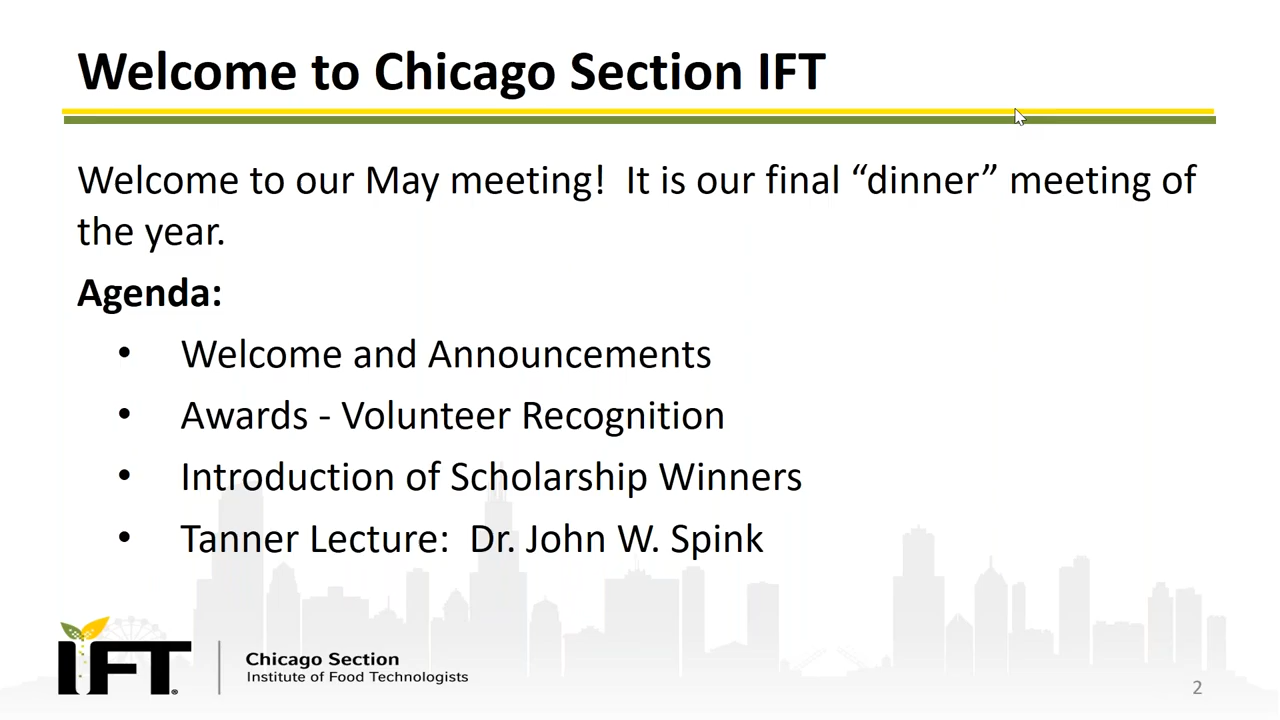 Welcome to Chicago Section IFT
Welcome to our May meeting!  It is our final “dinner” meeting of
the year.
Agenda:
• Welcome and Announcements
• Awards - Volunteer Recognition
• Introduction of Scholarship Winners
• Tanner Lecture:  Dr. John W. Spink
IFT®
Chicago Section
Institute of Food Technologists
2